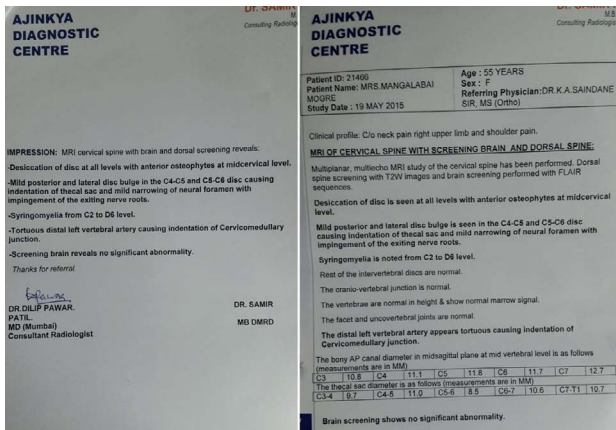 AJINKYA
DIAGNOSTIC
CENTRE
Consulting
IMPRESSION: MRI cervical spine with brain and dorsal screening reveals:
-Desiccation of disc at all levels with anterior osteophytes at midcervical level.
-Mild posterior and lateral disc bulge in the C4-C5 and C5-C6 disc causing
indentation of thecal sac and mild narrowing of neural foramen with
impingement of the exiting nerve roots.
-Syringomyelia from C2 to D6 level.
-Tortuous distal left vertebral artery causing indentation of Cervicomedullary
junction.
-Screening brain reveals no significant abnormality.
Thanks for referral
DR.DILIP PAWAR. DR. SAMIR
PATIL.
MD (Mumbai) MB DMRD
Consultant Radiologist
AJINKYA
DIAGNOSTIC
CENTRE
Consulting
Patient ID: 21466
Patient Name: MRS.MANGALABAI
MOGRE
Study Date : 19 MAY 2015
Age : 55 YEARS
Sex : F
Referring Physician:DR.K.A.SAINDANE
SIR, MS (Ortho)
Clinical profile: C/o neck pain right upper limb and shoulder pain.
MRI OF CERVICAL SPINE WITH SCREENING BRAIN AND DORSAL SPINE:
Multiplanar, multiecho MRI study of the cervical spine has been performed. Dorsal
spine screening with T2W images and brain screening performed with FLAIR
sequences.
Desiccation of disc is seen at all levels with anterior osteophytes at midcervical
level.
Mild posterior and lateral disc bulge is seen in the C4-C5 and C5-C6 disc
causing indentation of thecal sac and mild narrowing of neural foramen with
impingement of the exiting nerve roots.
Syringomyelia is noted from C2 to D6 level.
Rest of the intervertebral discs are normal.
The cranio-vertebral junction is normal.
The vertebrae are normal in height & show normal marrow signal.
The facet and uncovertebral joints are normal.
The distal left vertebral artery appears tortuous causing indentation of
Cervicomedullary junction.
The bony AP canal diameter in midsagittal plane at mid vertebral level is as follows
(measurements are in MM)
C3 10.8 C4 11.1 C5 11.8 C6 11.7 C7 12.7
The thecal sac diameter is as follows (measurements are in MM)
C3-4 9.7 C4-5 11.0 C5-6 8.5 C6-7 10.6 C7-T1 10.7
Brain screening shows no significant abnormality.